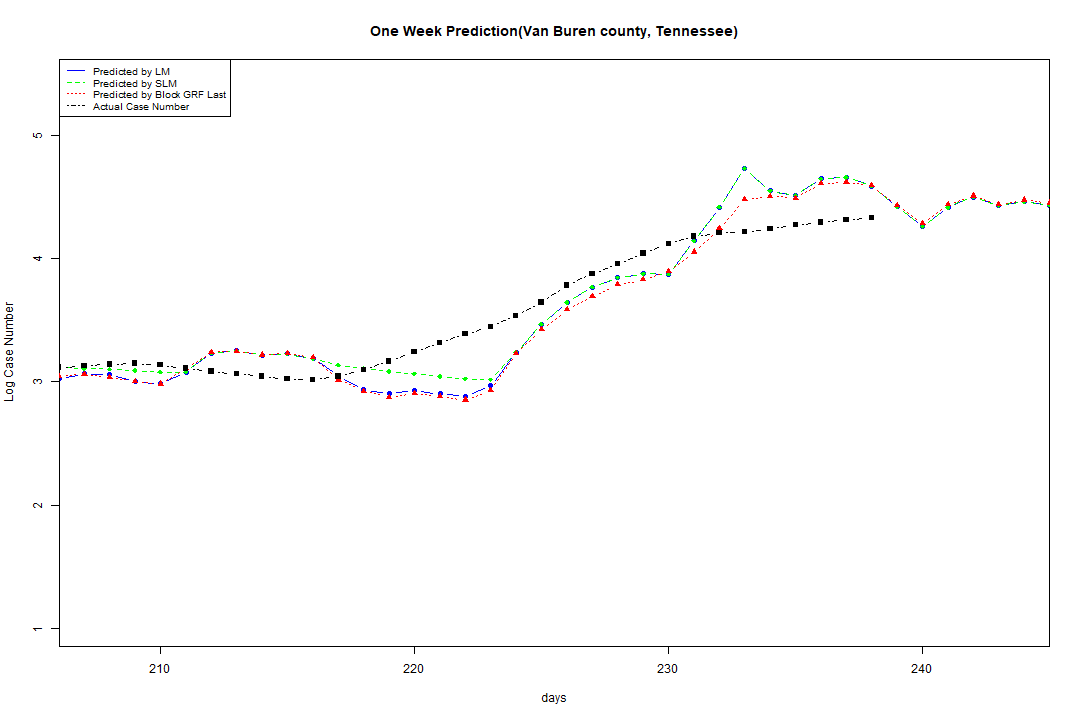 One Week Prediction(Van Buren county, Tennessee)
Predicted by LM
Predicted by SLM
Predicted by Block GRF Last
Actual Case Number
5
4
3
2
1
Log Case Number
210
220
230
240
days